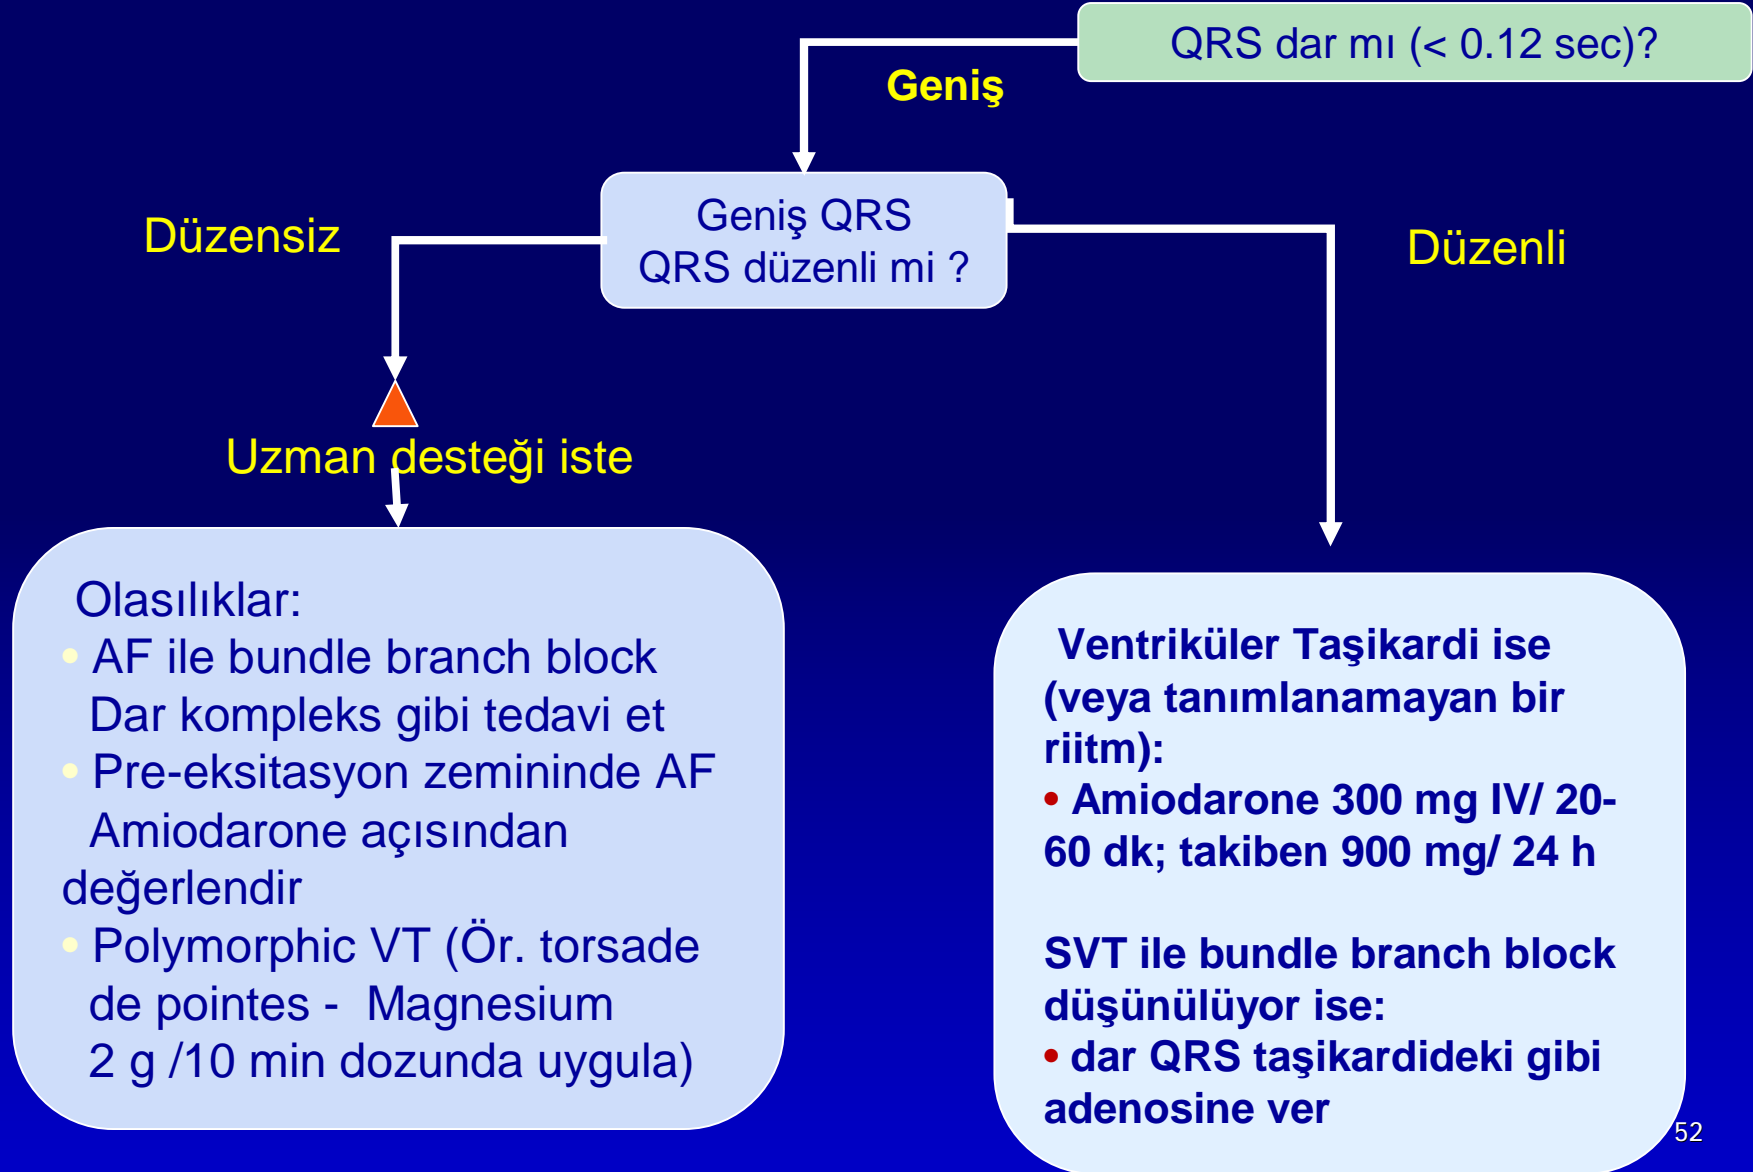 QRS dar mı (< 0.12 sec)?
Geniş
Geniş QRS
QRS düzenli mi ?
Düzensiz
Düzenli
Uzman desteği iste
Olasılıklar:
• AF ile bundle branch block
Dar kompleks gibi tedavi et
• Pre-eksitasyon zemininde AF
Amiodarone açısından
değerlendir
• Polymorphic VT (Ör. torsade
de pointes - Magnesium
2 g /10 min dozunda uygula)
Ventriküler Taşikardi ise
(veya tanımlanamayan bir
riitm):
• Amiodarone 300 mg IV/ 20-
60 dk; takiben 900 mg/ 24 h
SVT ile bundle branch block
düşünülüyor ise:
• dar QRS taşikardideki gibi
adenosine ver
52